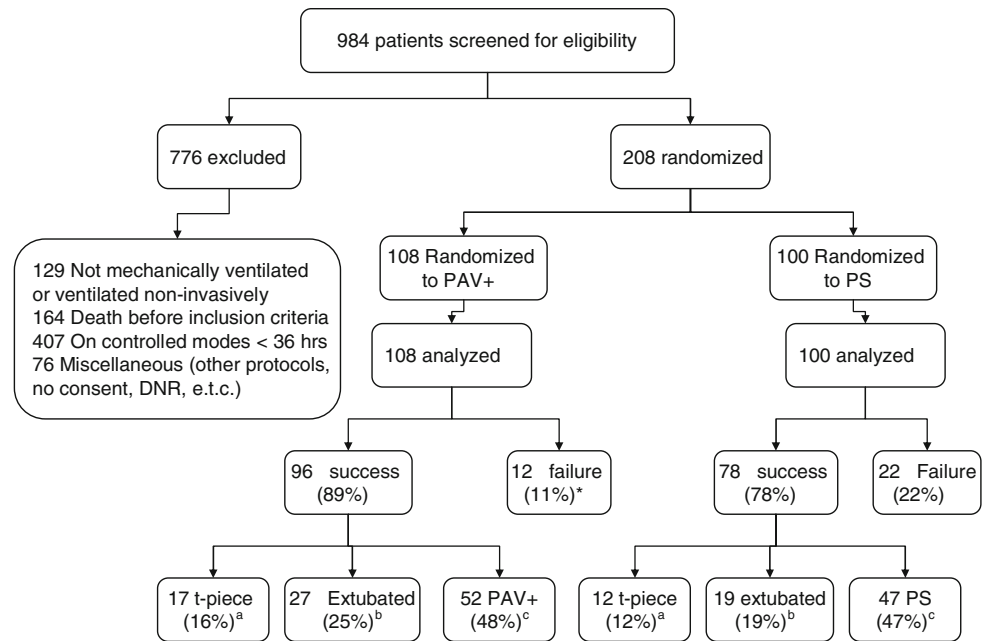 984 patients screened for eligibility
776 excluded
208 randomized
129 Not mechanically ventilated
or ventilated non-invasively
164 Death before inclusion criteria
407 On controlled modes < 36 hrs
76 Miscellaneous (other protocols,
no consent, DNR, e.t.c.)
108 Randomized
to PAV+
100 Randomized
to PS
108 analyzed
100 analyzed
96 success
(89%)
12 failure
(11%)*
78 success
(78%)
22 Failure
(22%)
17 t-piece
(16%)a
27 Extubated
(25%)b
52 PAV+
(48%)c
12 t-piece
(12%)a
19 extubated
(19%)b
47 PS
(47%)c